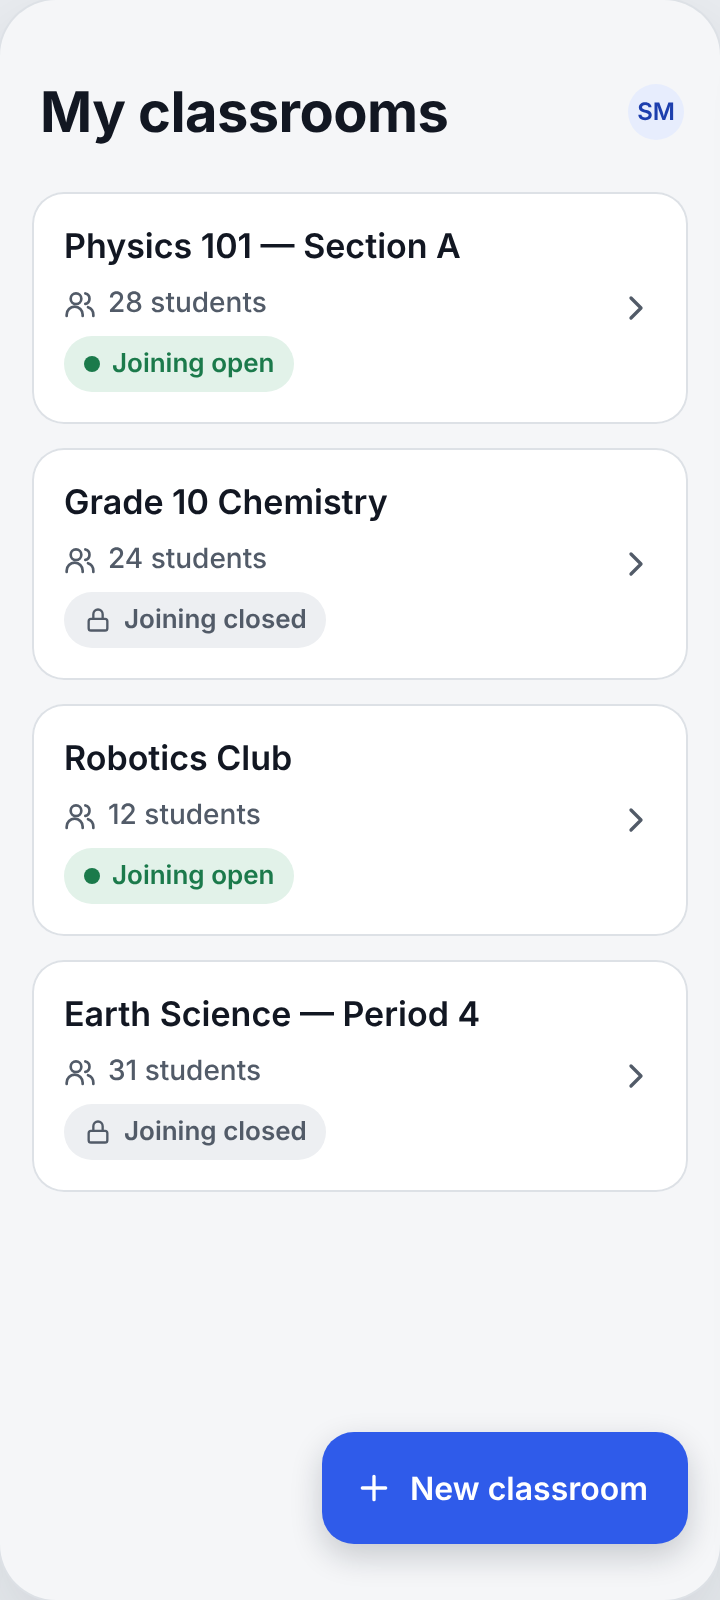 My classrooms
SM
Physics 101 — Section A
28 students
Joining open
Grade 10 Chemistry
24 students
Joining closed
Robotics Club
12 students
Joining open
Earth Science — Period 4
31 students
Joining closed
New classroom